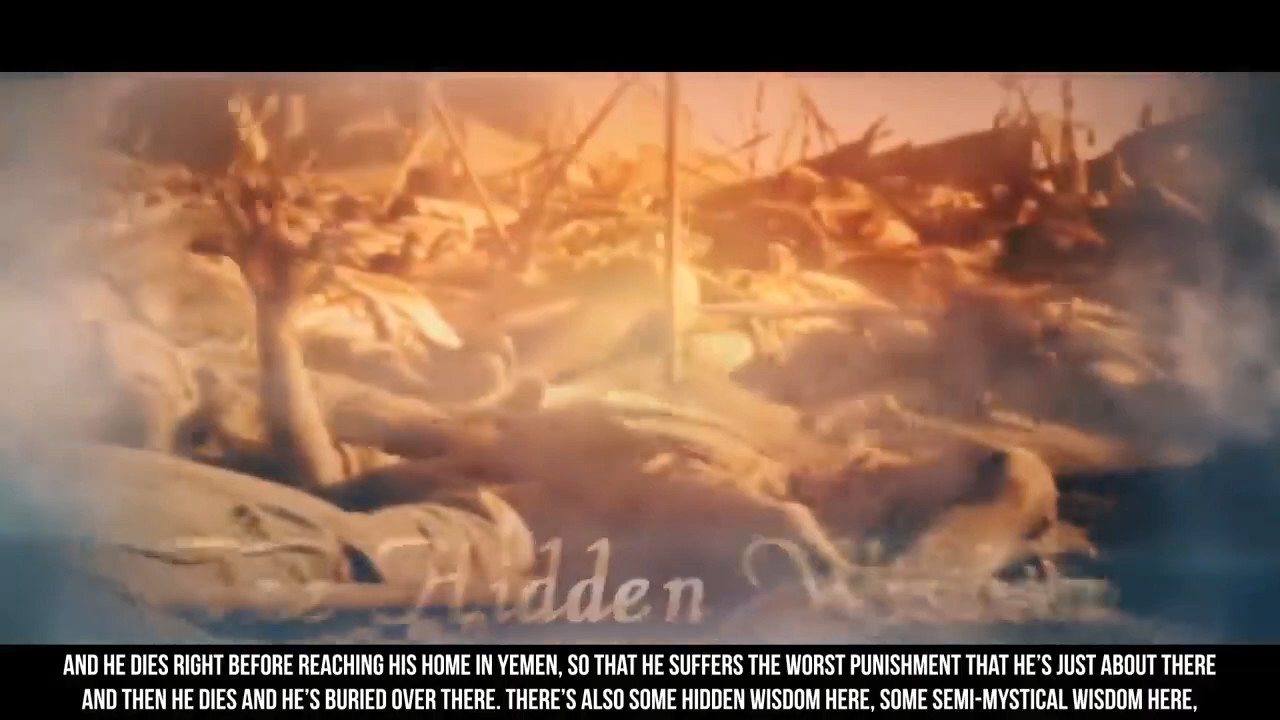 Hidden
AND HE DIES RIGHT BEFORE REACHING HIS HOME IN YEMEN, SO THAT HE SUFFERS THE WORST PUNISHMENT THAT HE'S JUST ABOUT THERE
AND THEN HE DIES AND HE'S BURIED OVER THERE. THERE'S ALSO SOME HIDDEN WISDOM HERE, SOME SEMI-MYSTICAL WISDOM HERE,